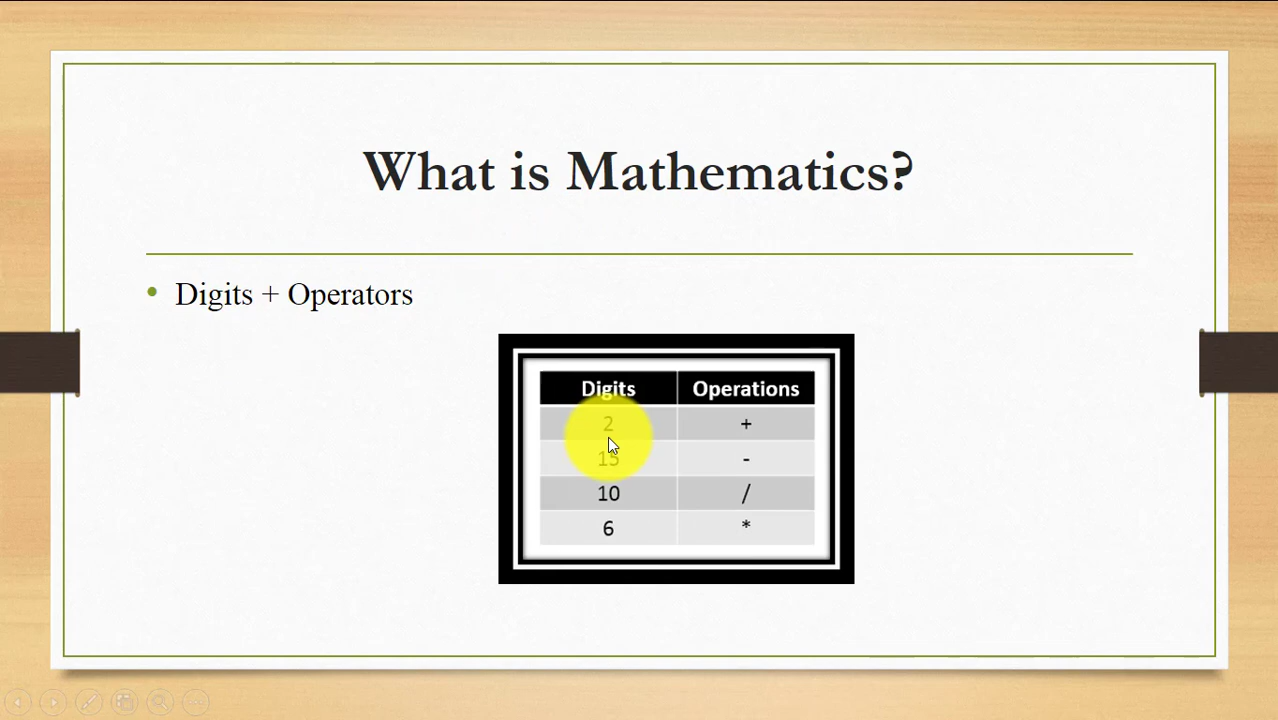 What is Mathematics?
• Digits + Operators
Digits Operations
2 +
15 -
10 /
6 *